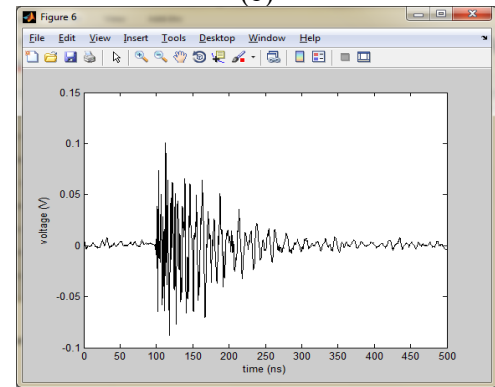 Figure 6
File Edit View Insert Tools Desktop Window Help
0.15
0.1
0.05
0
-0.05
-0.1
voltage (V)
0 50 100 150 200 250 300 350 400 450 500
time (ns)